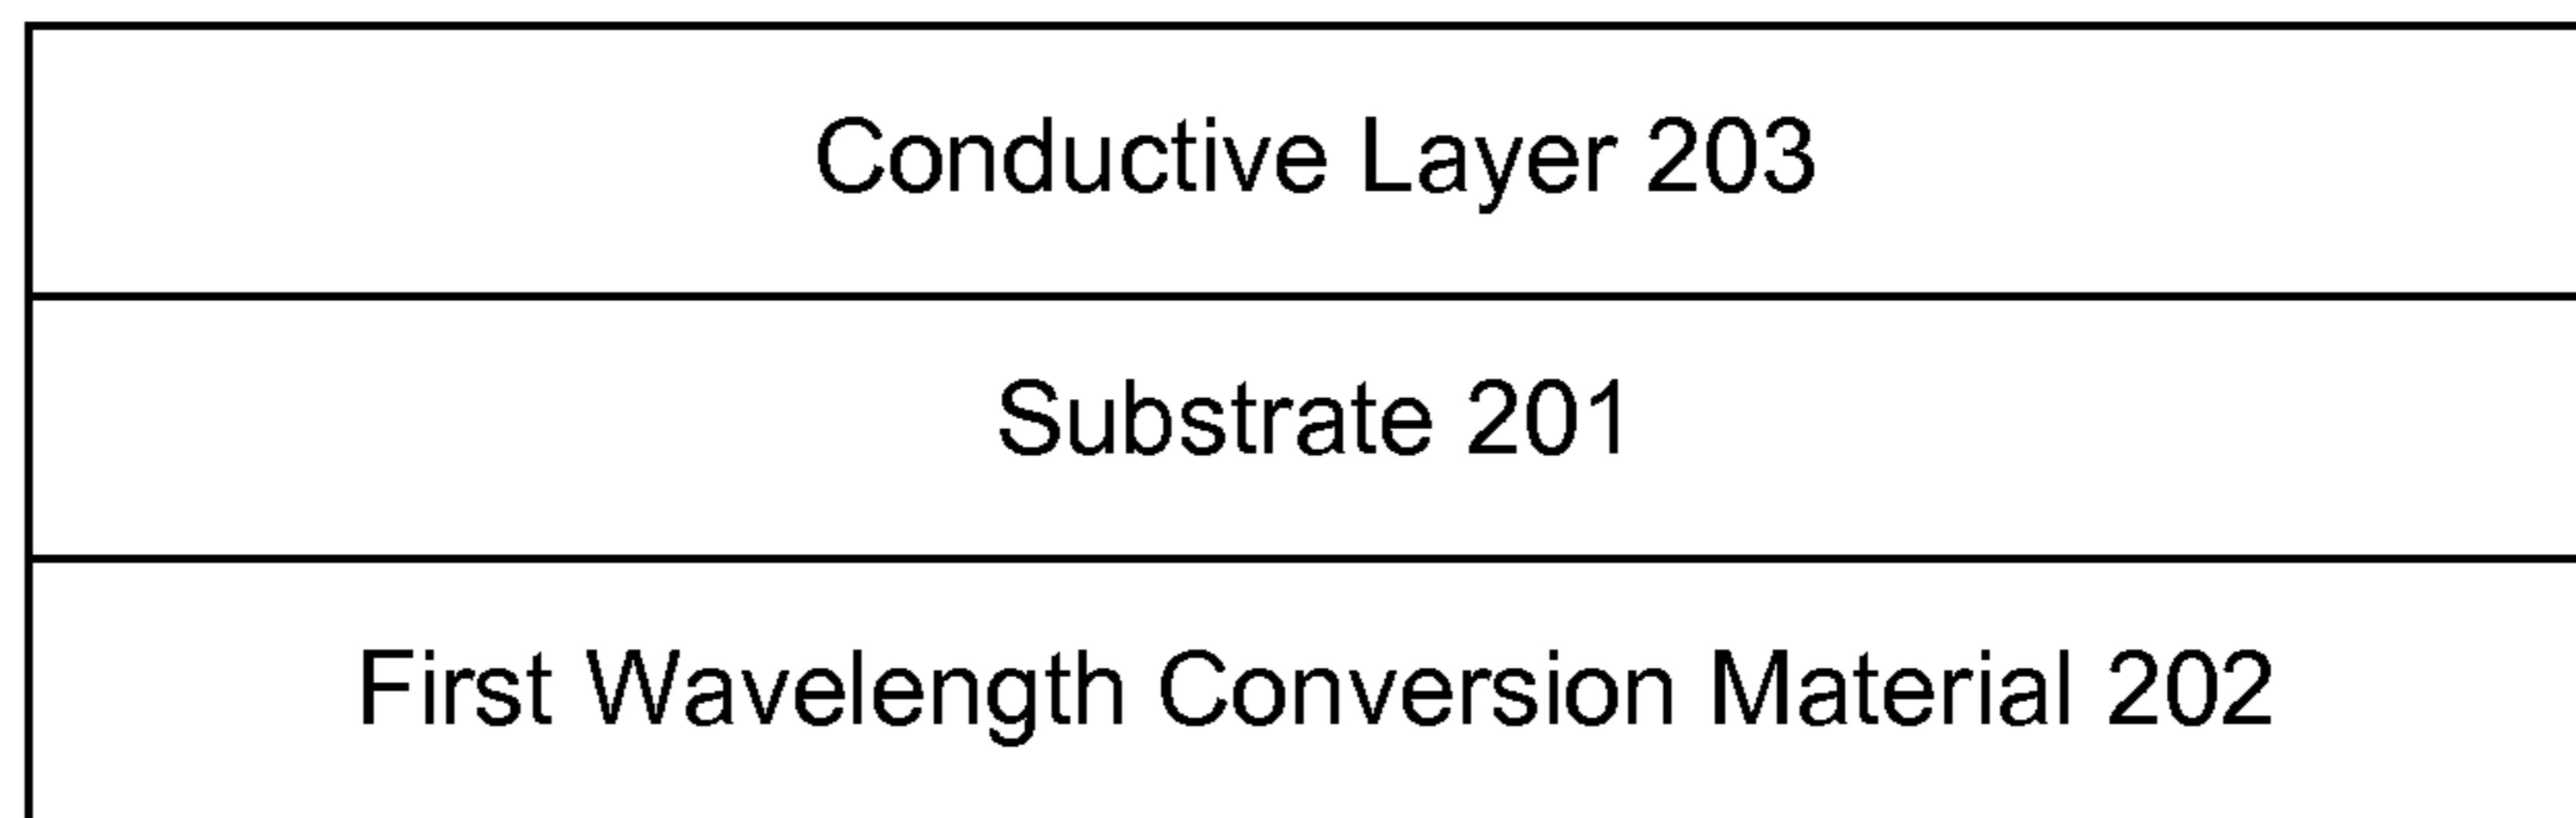 Conductive Layer 203
Substrate 201
First Wavelength Conversion Material 202